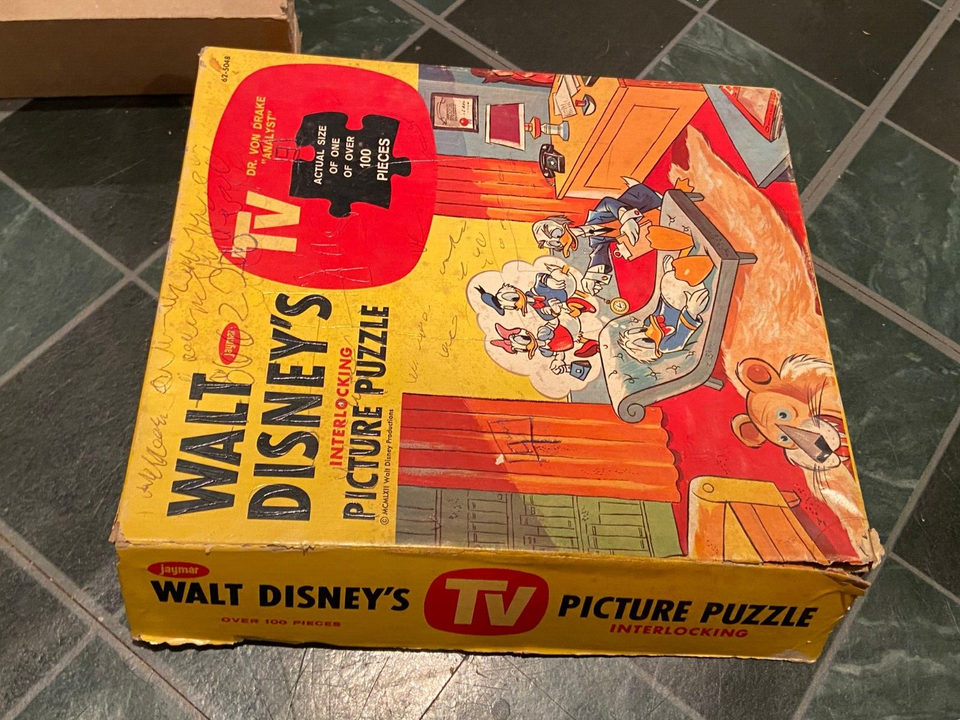 62-5048
TV
DR. VON DRAKE
"ANALYST"
ACTUAL SIZE
OF ONE
OF OVER
100
PIECES
jaymar
WALT
DISNEY'S
INTERLOCKING
PICTURE PUZZLE
© MCMLXII Walt Disney Productions
jaymar
WALT DISNEY'S
OVER 100 PIECES
TV
PICTURE PUZZLE
INTERLOCKING